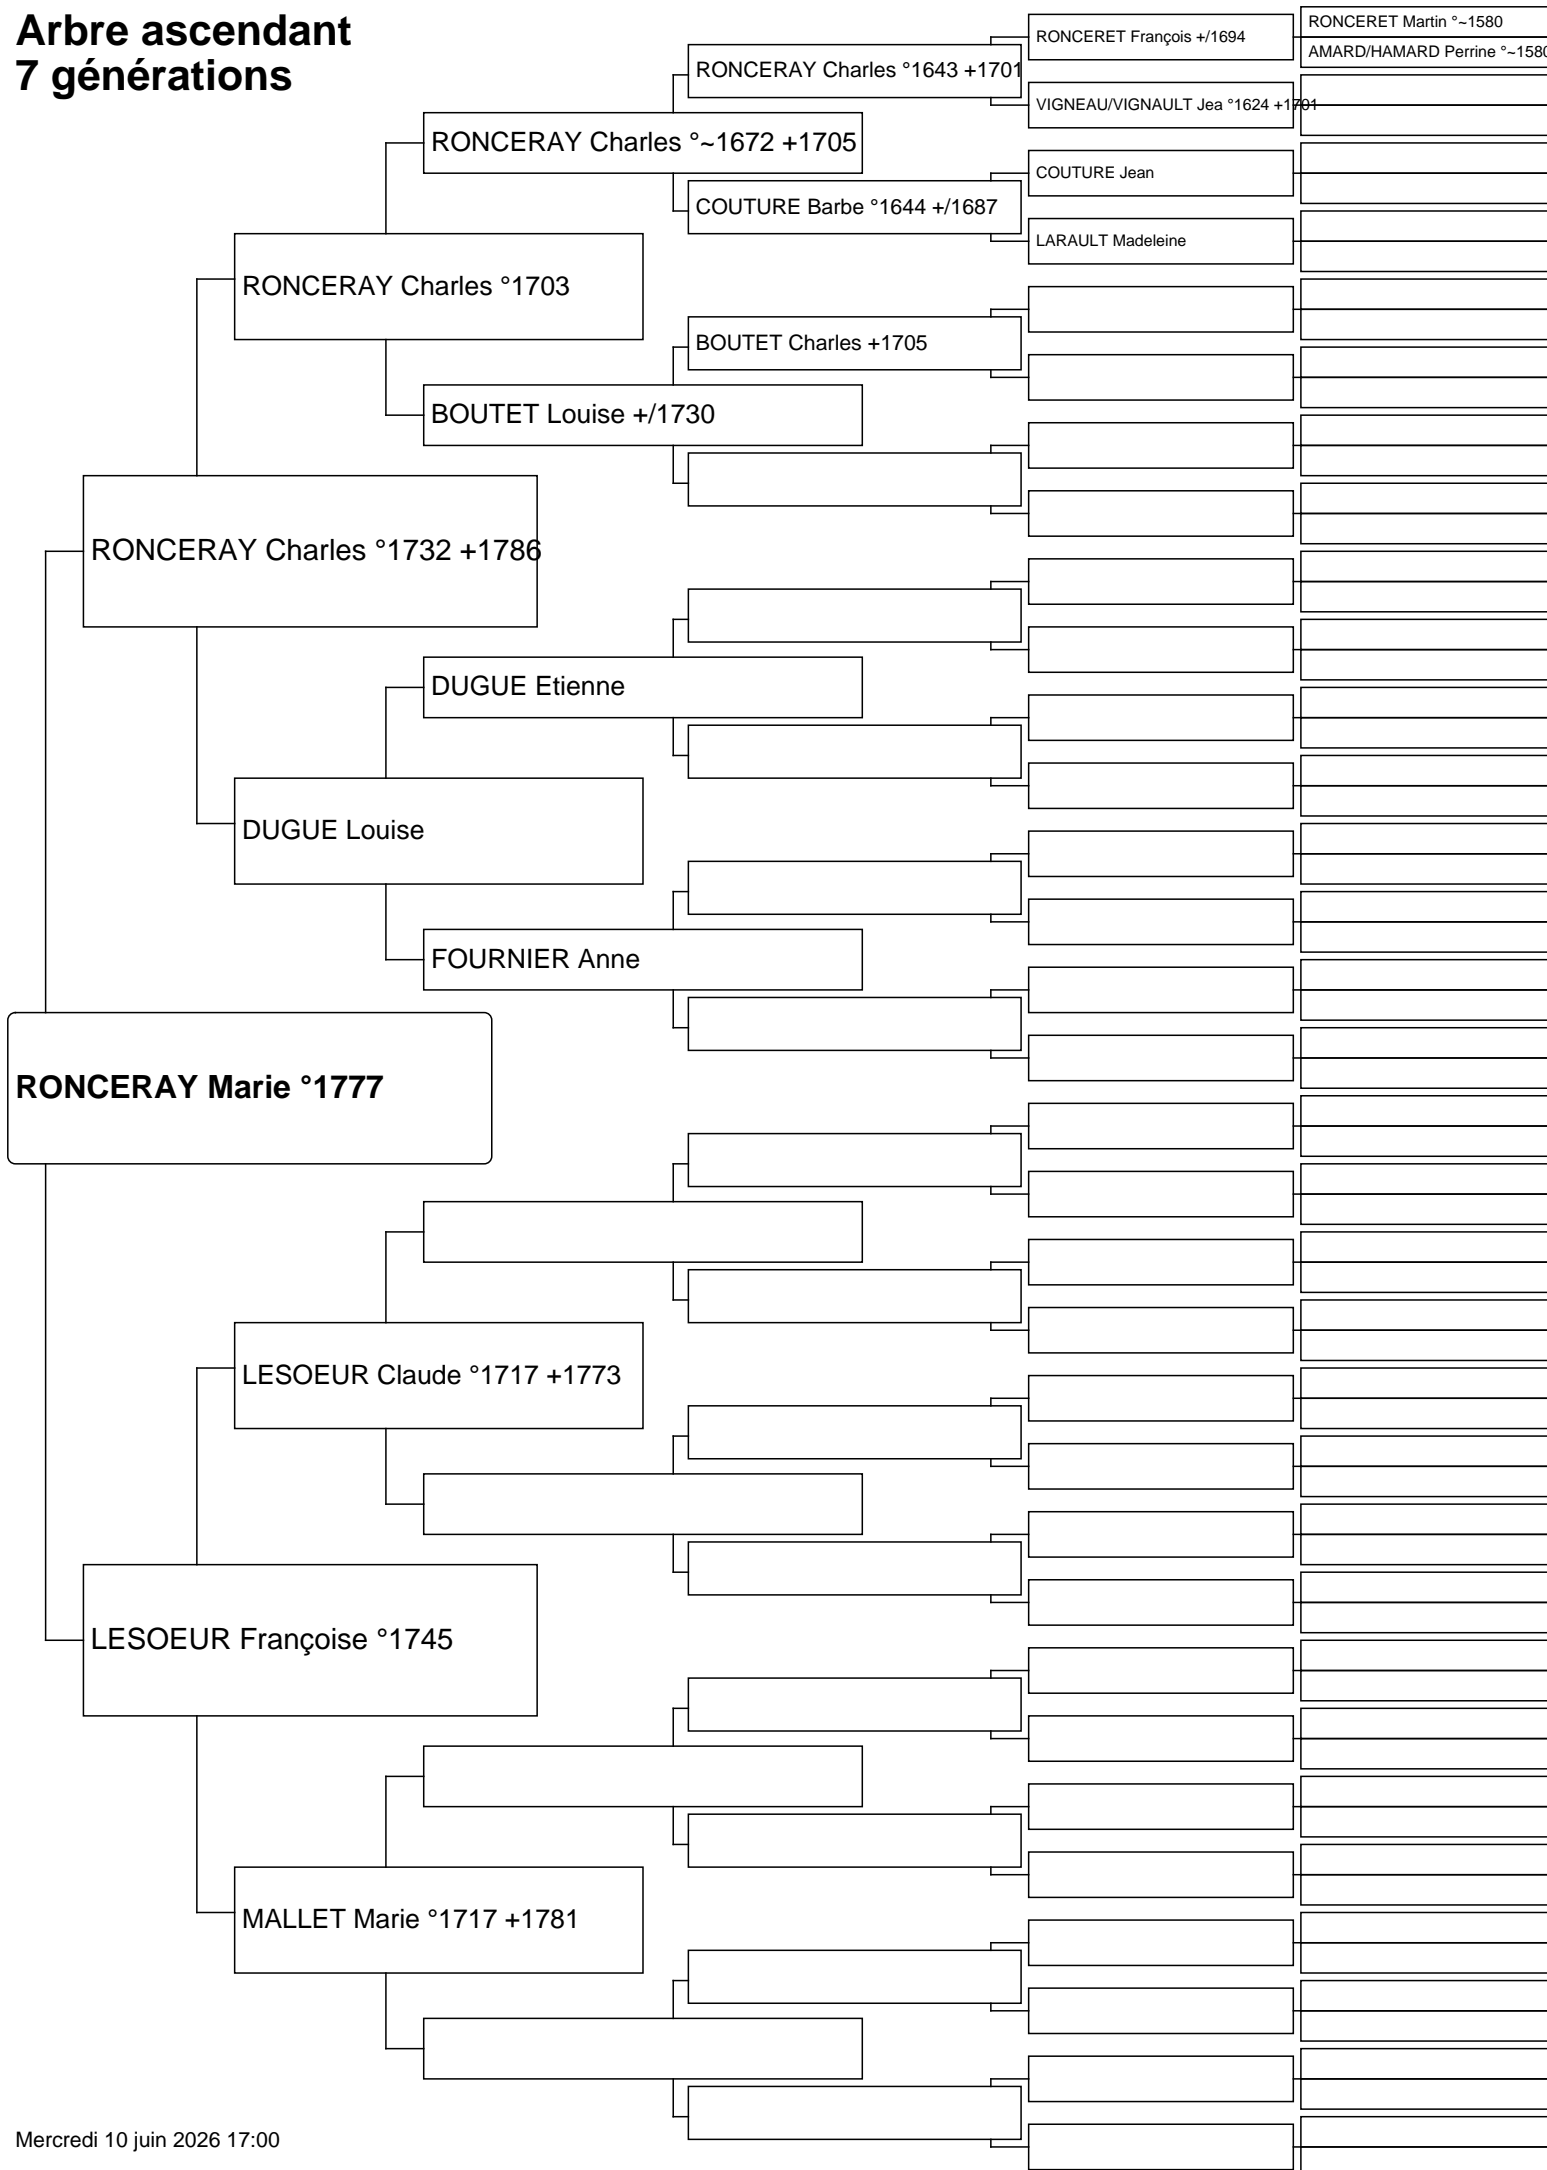 Arbre ascendant
7 générations
RONCERET Martin °~1580
AMARD/HAMARD Perrine °~1580
RONCERET François +/1694
RONCERAY Charles °1643 +1701
VIGNEAU/VIGNAULT Jea °1624 +1701
RONCERAY Charles °~1672 +1705
COUTURE Jean
COUTURE Barbe °1644 +/1687
LARAULT Madeleine
RONCERAY Charles °1703
BOUTET Charles +1705
BOUTET Louise +/1730
RONCERAY Charles °1732 +1786
DUGUE Etienne
DUGUE Louise
FOURNIER Anne
RONCERAY Marie °1777
LESOEUR Claude °1717 +1773
LESOEUR Françoise °1745
MALLET Marie °1717 +1781
Mercredi 10 juin 2026 17:00